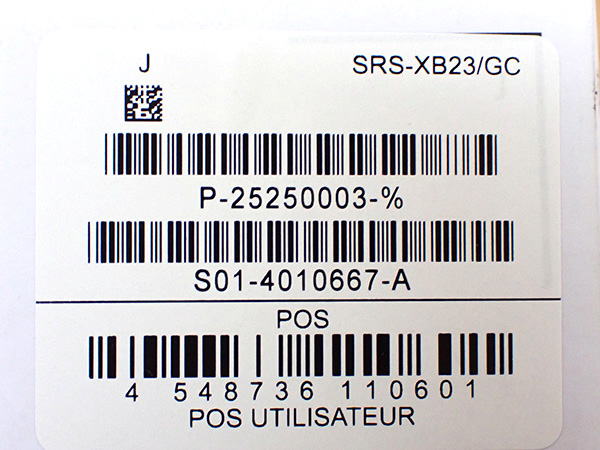 J SRS-XB23/GC
P-25250003-%
S01-4010667-A
POS
4 548736 110601
POS UTILISATEUR